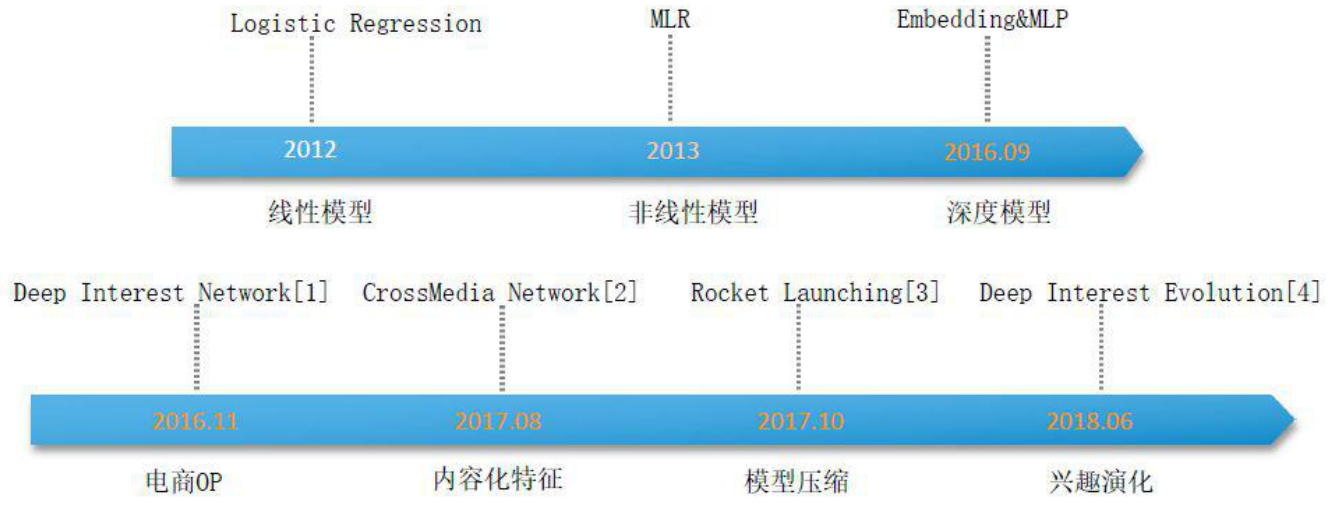 Logistic Regression MLR Embedding&MLP
2012 2013 2016.09
线性模型 非线性模型 深度模型
Deep Interest Network[1] CrossMedia Network[2] Rocket Launching[3] Deep Interest Evolution[4]
2016.11 2017.08 2017.10 2018.06
电商OP 内容化特征 模型压缩 兴趣演化